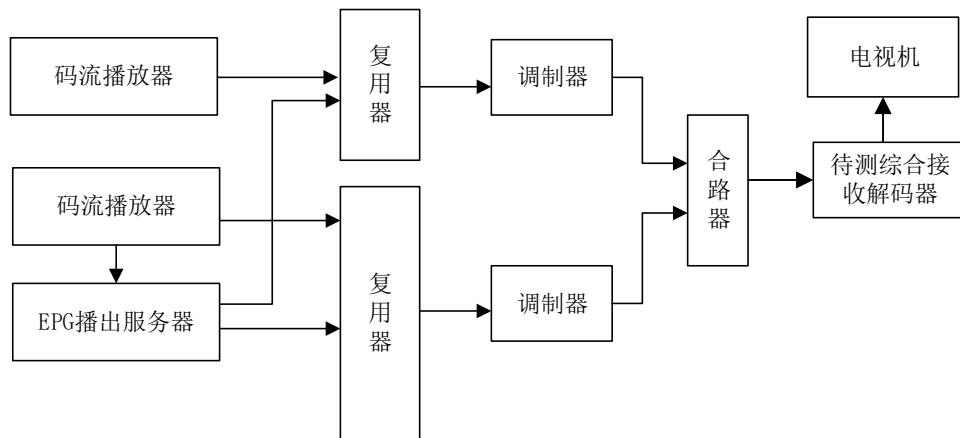 码流播放器
复用器
调制器
电视机
合路器
待测综合接
收解码器
码流播放器
复用器
调制器
EPG播出服务器